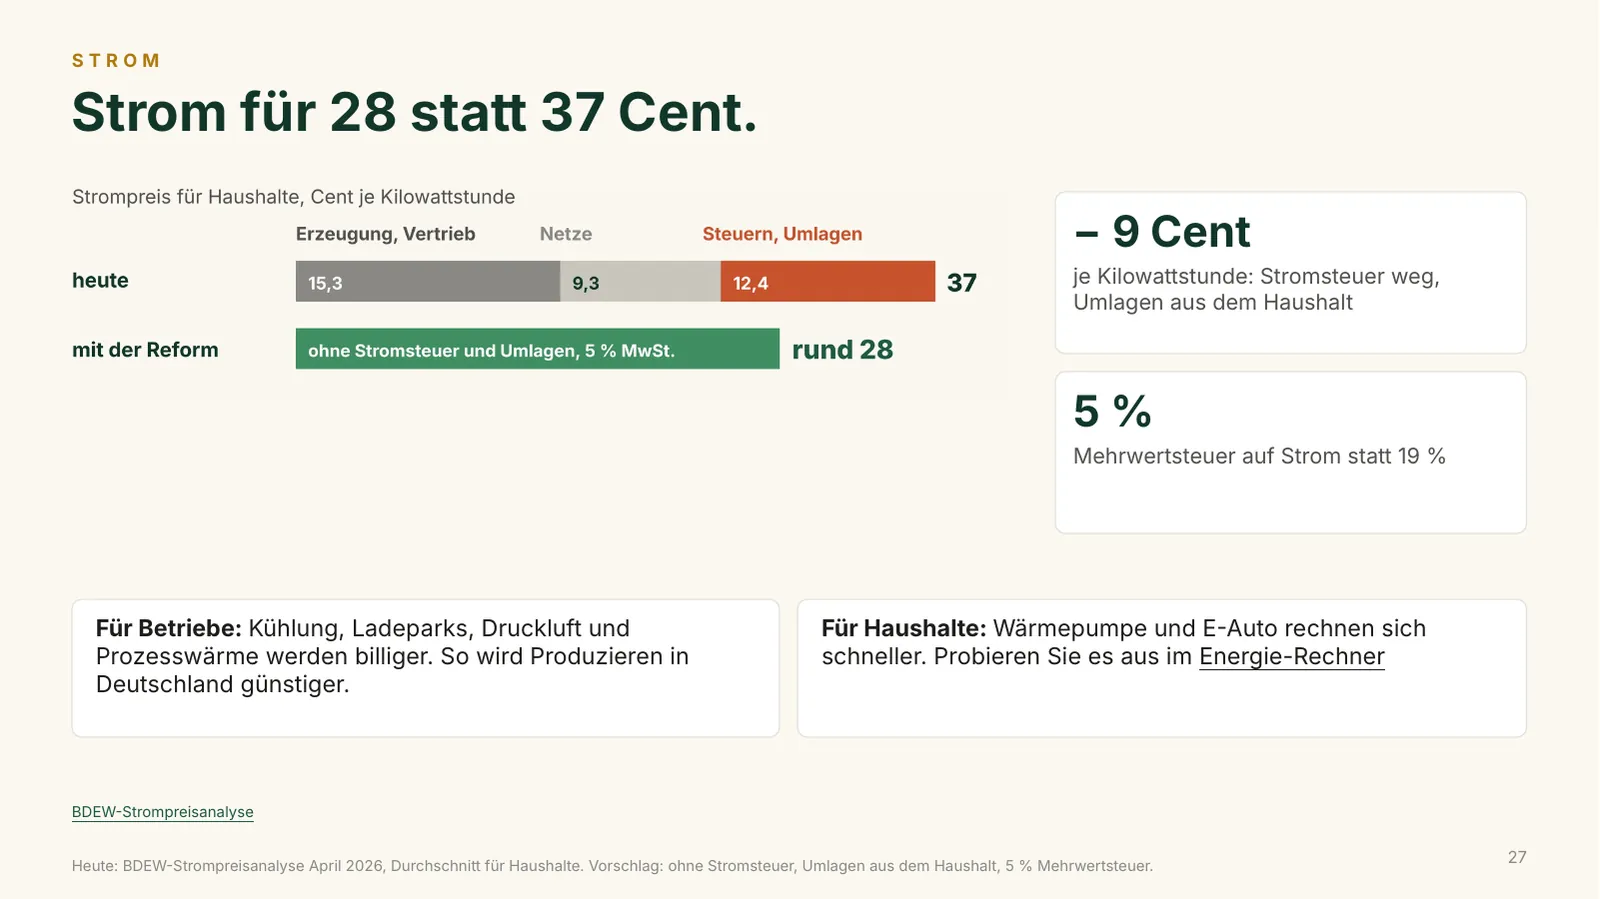 STROM
Strom für 28 statt 37 Cent.
Strompreis für Haushalte, Cent je Kilowattstunde
Erzeugung, Vertrieb Netze Steuern, Umlagen
heute 15,3 9,3 12,4 37
mit der Reform ohne Stromsteuer und Umlagen, 5 % MwSt. rund 28
– 9 Cent
je Kilowattstunde: Stromsteuer weg,
Umlagen aus dem Haushalt
5 %
Mehrwertsteuer auf Strom statt 19 %
Für Betriebe: Kühlung, Ladeparks, Druckluft und
Prozesswärme werden billiger. So wird Produzieren in
Deutschland günstiger.
Für Haushalte: Wärmepumpe und E-Auto rechnen sich
schneller. Probieren Sie es aus im Energie-Rechner
BDEW-Strompreisanalyse
Heute: BDEW-Strompreisanalyse April 2026, Durchschnitt für Haushalte. Vorschlag: ohne Stromsteuer, Umlagen aus dem Haushalt, 5 % Mehrwertsteuer.
27